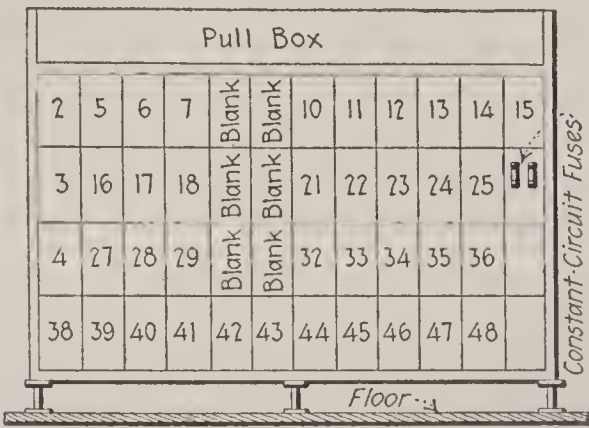 Pull Box
2 5 6 7 Blank Blank 10 11 12 13 14 15
3 16 17 18 Blank Blank 21 22 23 24 25
4 27 28 29 Blank Blank 32 33 34 35 36
38 39 40 41 42 43 44 45 46 47 48
Constant-Circuit Fuses
Floor